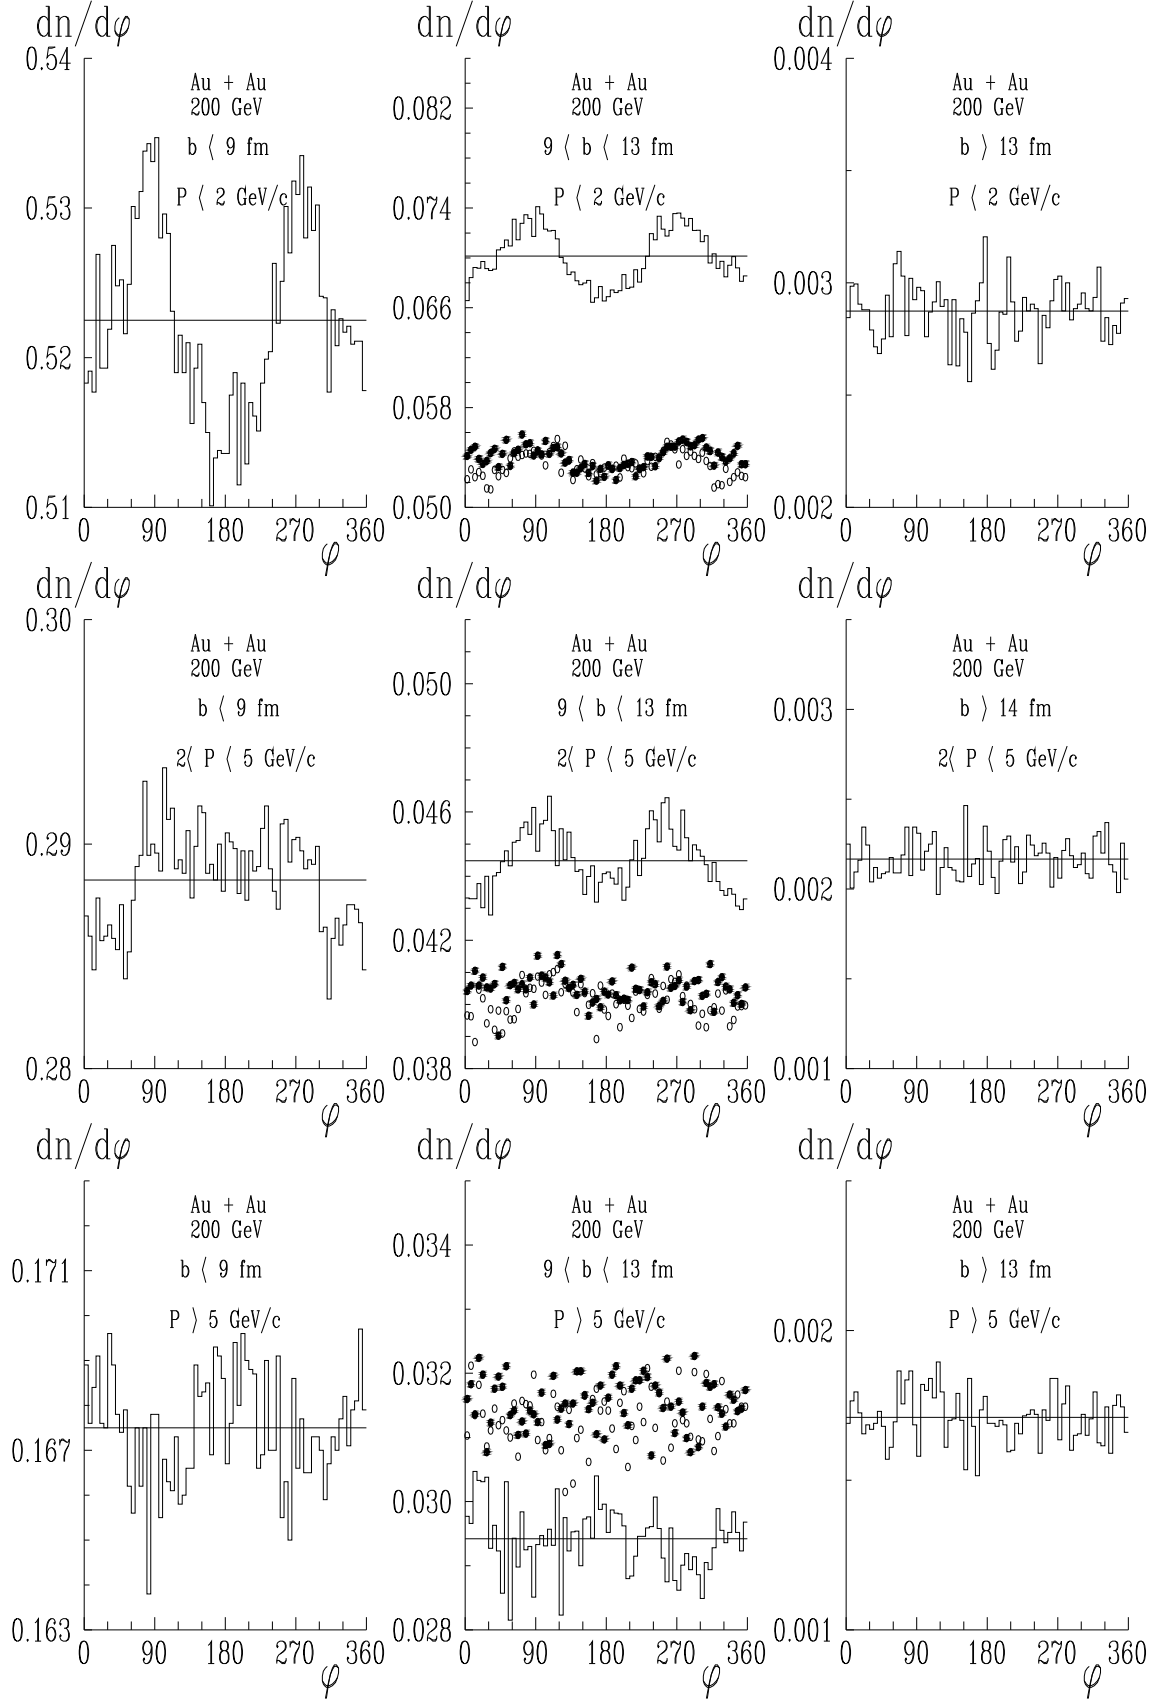 dn/dφ dn/dφ dn/dφ
0.54
0.53
0.52
0.51
0 90 180 270 360
φ
Au + Au
200 GeV
b ⟨ 9 fm
P ⟨ 2 GeV/c
0.082
0.074
0.066
0.058
0.050
0 90 180 270 360
φ
Au + Au
200 GeV
9 ⟨ b ⟨ 13 fm
P ⟨ 2 GeV/c
0.004
0.003
0.002
0 90 180 270 360
φ
Au + Au
200 GeV
b ⟩ 13 fm
P ⟨ 2 GeV/c
dn/dφ dn/dφ dn/dφ
0.30
0.29
0.28
0 90 180 270 360
φ
Au + Au
200 GeV
b ⟨ 9 fm
2⟨ P ⟨ 5 GeV/c
0.050
0.046
0.042
0.038
0 90 180 270 360
φ
Au + Au
200 GeV
9 ⟨ b ⟨ 13 fm
2⟨ P ⟨ 5 GeV/c
0.003
0.002
0.001
0 90 180 270 360
φ
Au + Au
200 GeV
b ⟩ 14 fm
2⟨ P ⟨ 5 GeV/c
dn/dφ dn/dφ dn/dφ
0.171
0.167
0.163
0 90 180 270 360
φ
Au + Au
200 GeV
b ⟨ 9 fm
P ⟩ 5 GeV/c
0.034
0.032
0.030
0.028
0 90 180 270 360
φ
Au + Au
200 GeV
9 ⟨ b ⟨ 13 fm
P ⟩ 5 GeV/c
0.002
0.001
0 90 180 270 360
φ
Au + Au
200 GeV
b ⟩ 13 fm
P ⟩ 5 GeV/c